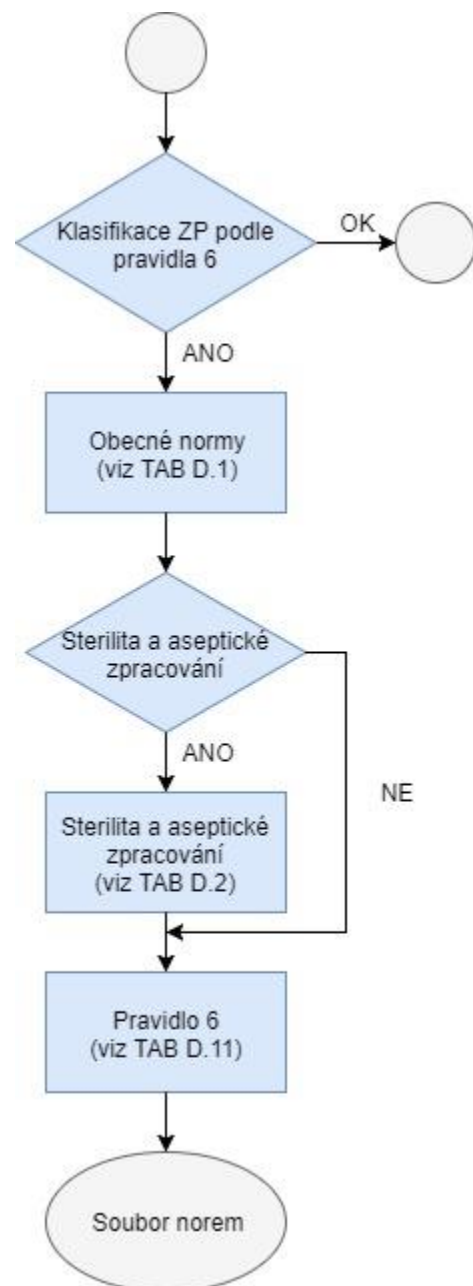 Klasifikace ZP podle
pravidla 6
OK
ANO
Obecné normy
(viz TAB D.1)
Sterilita a aseptické
zpracování
ANO
NE
Sterilita a aseptické
zpracování
(viz TAB D.2)
Pravidlo 6
(viz TAB D.11)
Soubor norem